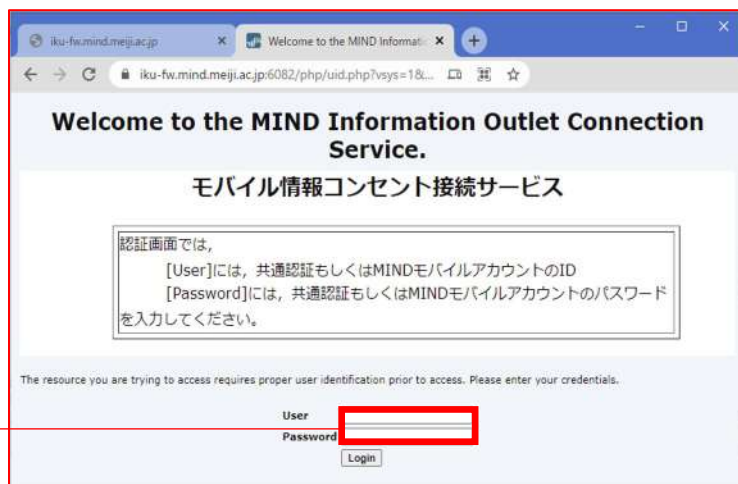 iku-fw.mind.meiji.ac.jp
Welcome to the MIND Informatic
iku-fw.mind.meiji.ac.jp:6082/php/uid.php?vsys=1&...
Welcome to the MIND Information Outlet Connection
Service.
モバイル情報コンセント接続サービス
認証画面では，
[User]には，共通認証もしくはMINDモバイルアカウントのID
[Password]には，共通認証もしくはMINDモバイルアカウントのパスワード
を入力してください。
The resource you are trying to access requires proper user identification prior to access. Please enter your credentials.
User
Password
Login